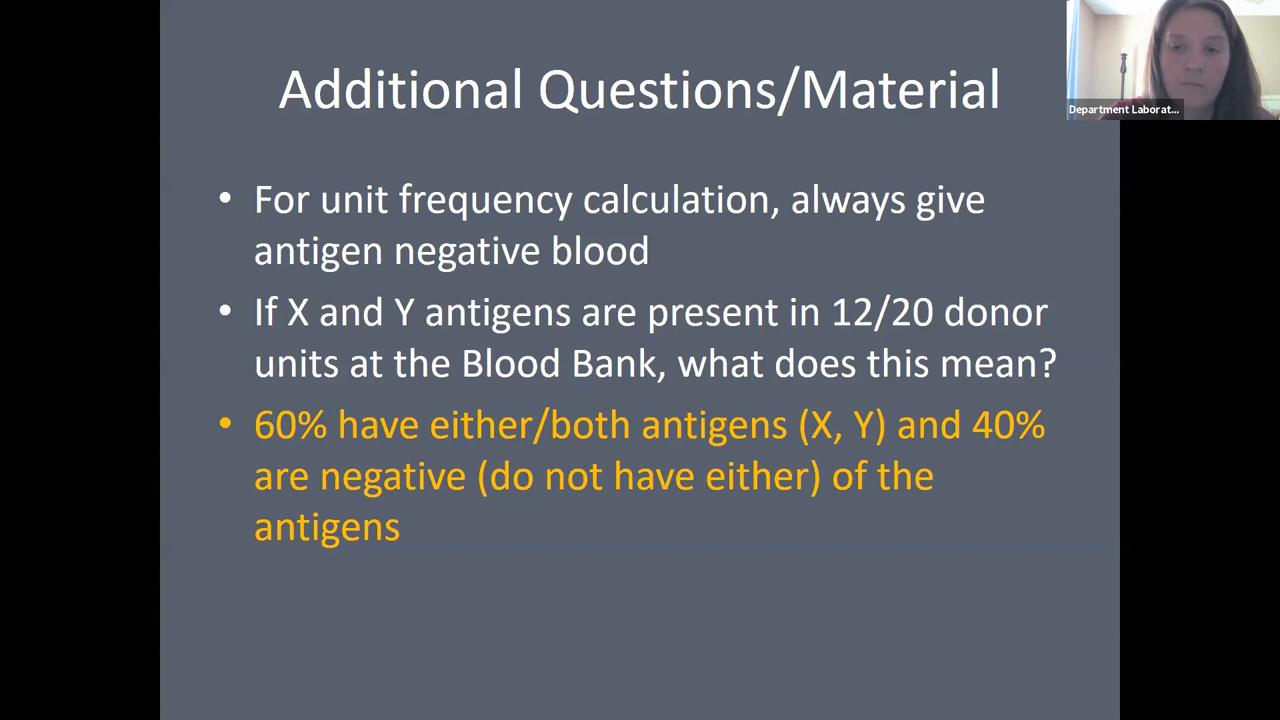 Additional Questions/Material
Department Laborat...
• For unit frequency calculation, always give
antigen negative blood
• If X and Y antigens are present in 12/20 donor
units at the Blood Bank, what does this mean?
• 60% have either/both antigens (X, Y) and 40%
are negative (do not have either) of the
antigens